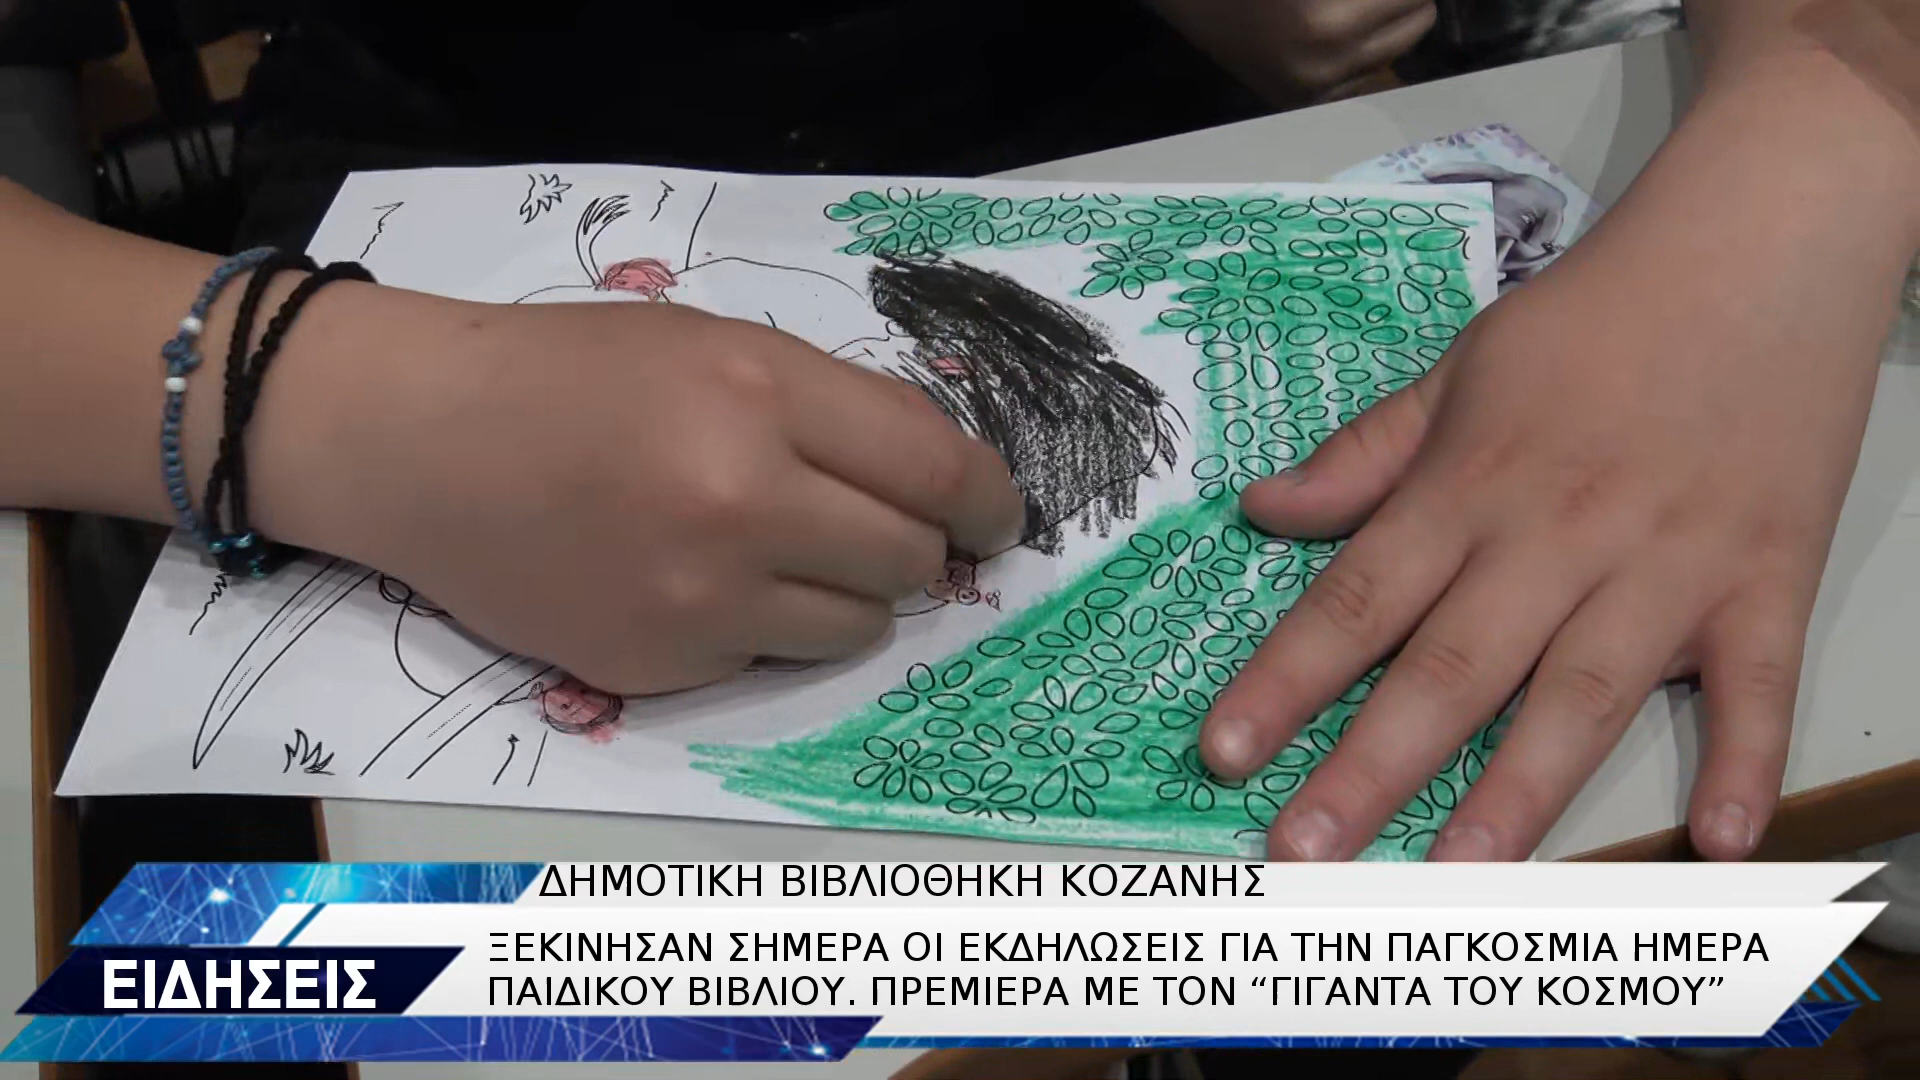 ΔΗΜΟΤΙΚΗ ΒΙΒΛΙΟΘΗΚΗ ΚΟΖΑΝΗΣ
ΞΕΚΙΝΗΣΑΝ ΣΗΜΕΡΑ ΟΙ ΕΚΔΗΛΩΣΕΙΣ ΓΙΑ ΤΗΝ ΠΑΓΚΟΣΜΙΑ ΗΜΕΡΑ
ΠΑΙΔΙΚΟΥ ΒΙΒΛΙΟΥ. ΠΡΕΜΙΕΡΑ ΜΕ ΤΟΝ “ΓΙΓΑΝΤΑ ΤΟΥ ΚΟΣΜΟΥ”
ΕΙΔΗΣΕΙΣ